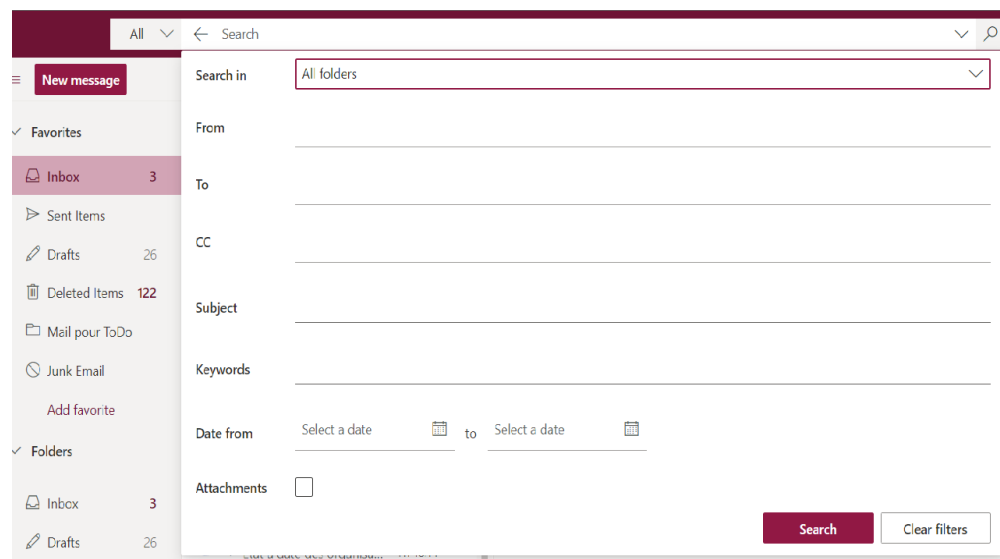 All
Search
New message
Search in
All folders
Favorites
From
Inbox 3
To
Sent Items
CC
Drafts 26
Deleted Items 122
Subject
Mail pour ToDo
Junk Email
Keywords
Add favorite
Date from
Select a date
to
Select a date
Folders
Attachments
Inbox 3
Search
Clear filters
Drafts 26